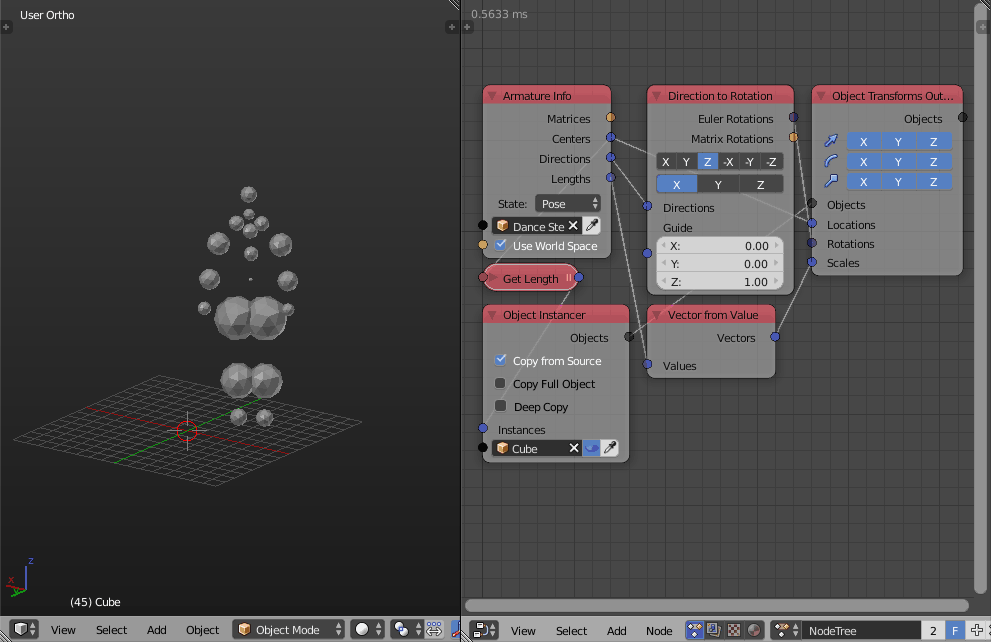 User Ortho
0.5633 ms
Armature Info
Matrices
Centers
Directions
Lengths
State: Pose
Dance Ste
Use World Space
Get Length
Object Instancer
Objects
Copy from Source
Copy Full Object
Deep Copy
Instances
Cube
Direction to Rotation
Euler Rotations
Matrix Rotations
X Y Z -X -Y -Z
X Y Z
Directions
Guide
X: 0.00
Y: 0.00
Z: 1.00
Vector from Value
Vectors
Values
Object Transforms Out...
Objects
X Y Z
X Y Z
X Y Z
Objects
Locations
Rotations
Scales
z
x
y
(45) Cube
View Select Add Object Object Mode
View Select Add Node NodeTree 2 F